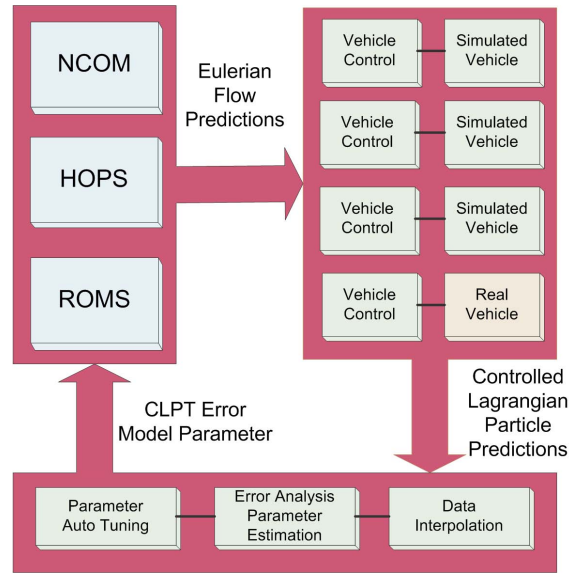 NCOM
HOPS
ROMS
Eulerian
Flow
Predictions
Vehicle
Control
Simulated
Vehicle
Vehicle
Control
Simulated
Vehicle
Vehicle
Control
Simulated
Vehicle
Vehicle
Control
Real
Vehicle
Controlled
Lagrangian
Particle
Predictions
CLPT Error
Model Parameter
Parameter
Auto Tuning
Error Analysis
Parameter
Estimation
Data
Interpolation